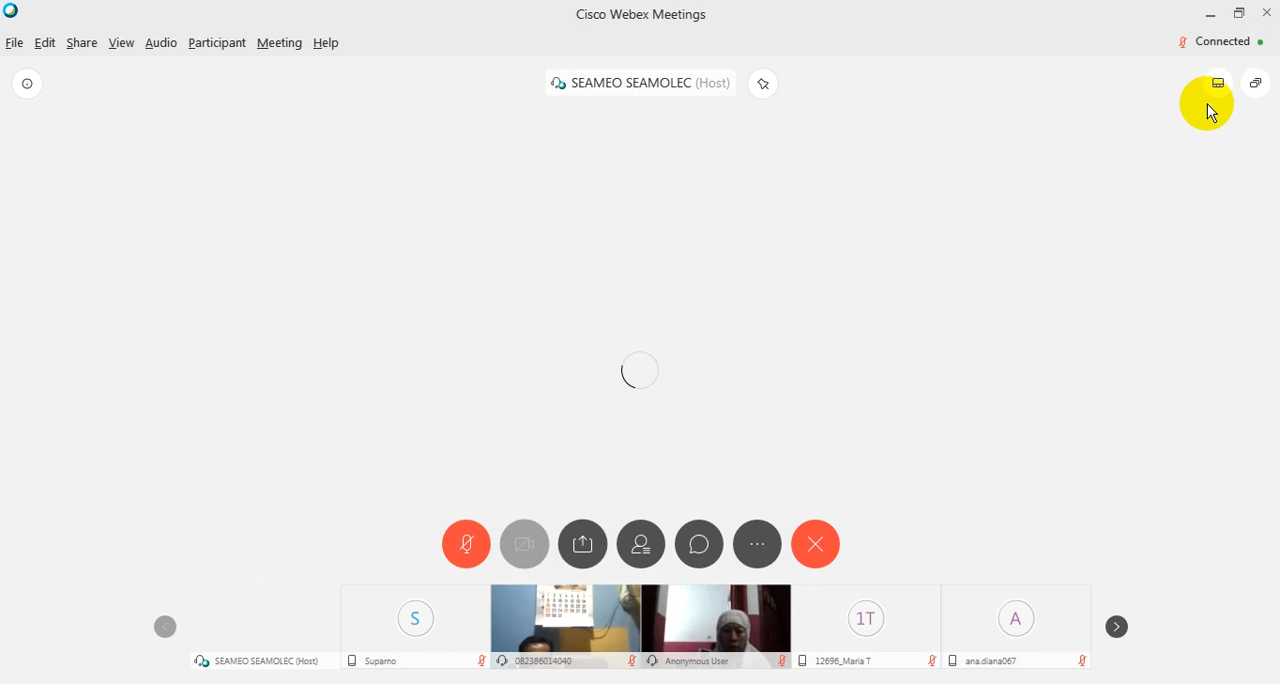 Cisco Webex Meetings
File Edit Share View Audio Participant Meeting Help
Connected
SEAMEO SEAMOLEC (Host)
S
1T
A
SEAMEO SEAMOLEC (Host)
Suparno
082386014040
Anonymous User
12696_Maria T
ana.diana067